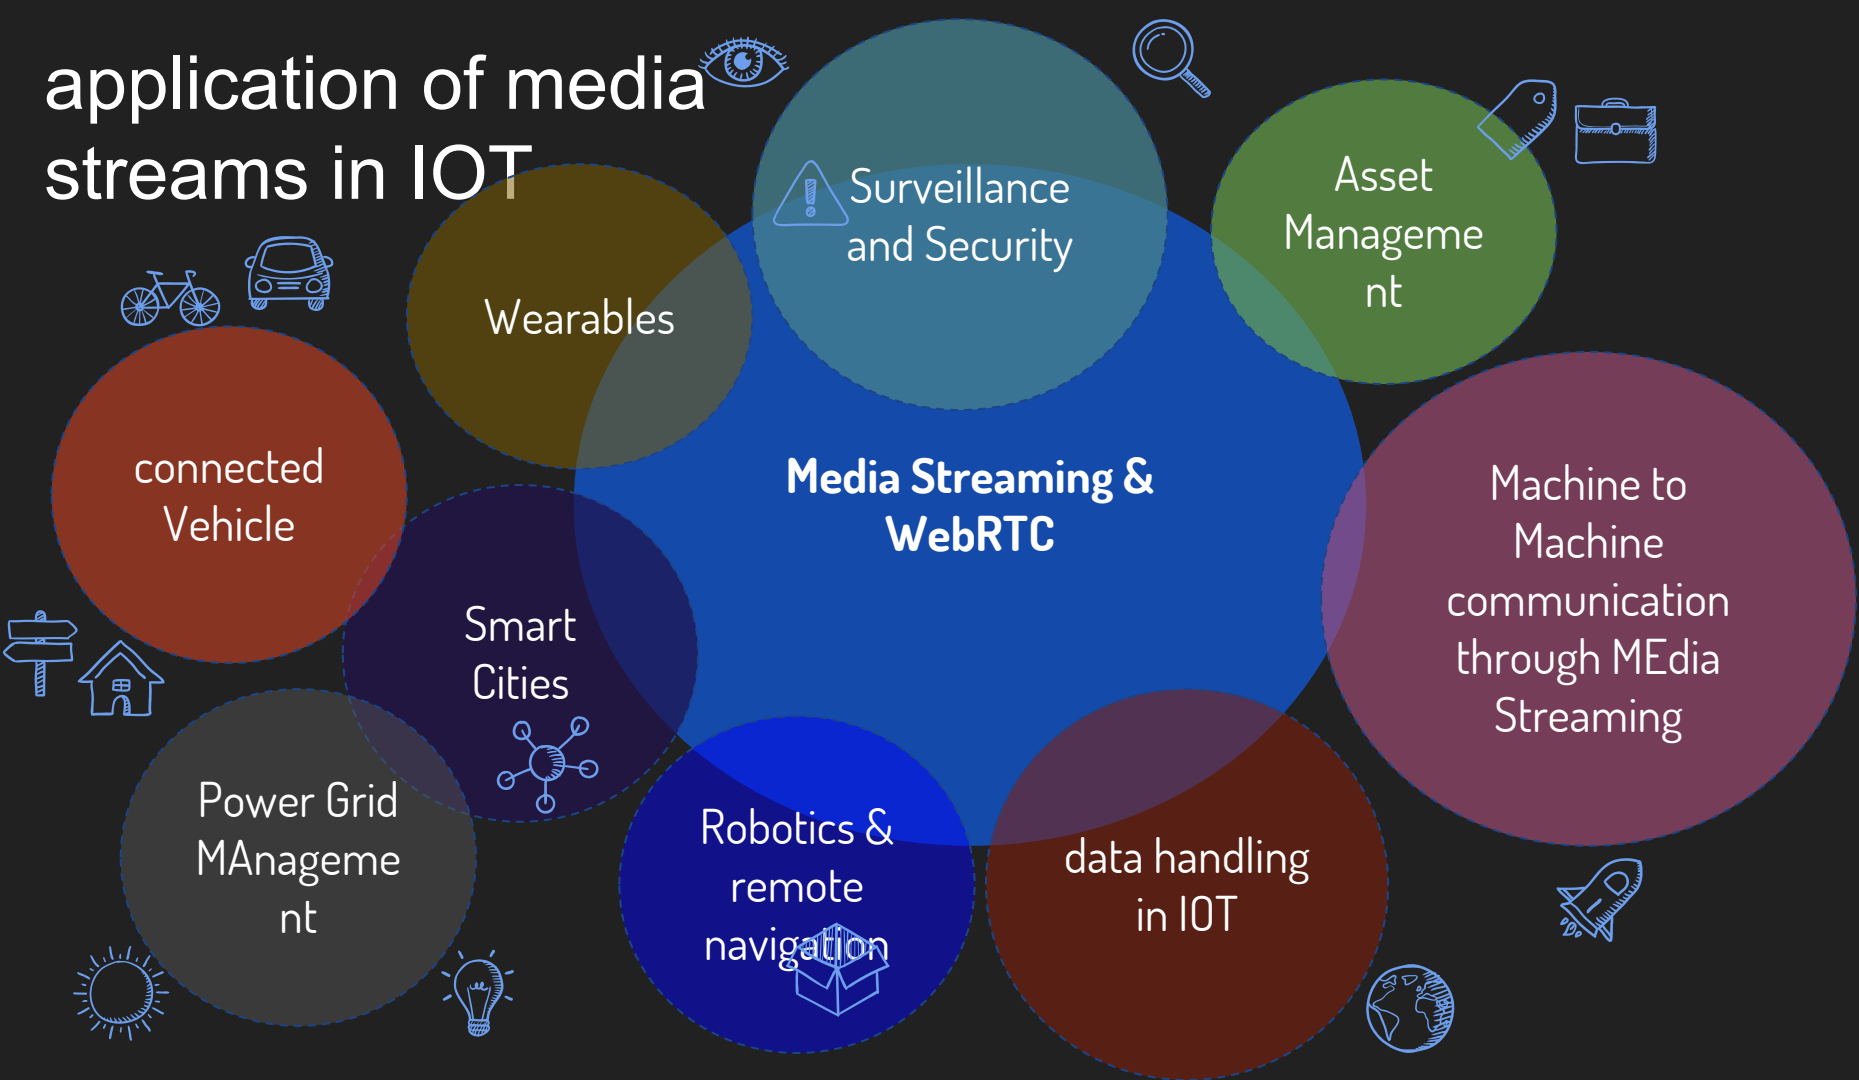 application of media
streams in IOT
Surveillance
and Security
Asset
Manageme
nt
Wearables
connected
Vehicle
Media Streaming &
WebRTC
Machine to
Machine
communication
through MEdia
Streaming
Smart
Cities
Power Grid
MAnageme
nt
Robotics &
remote
navigation
data handling
in IOT